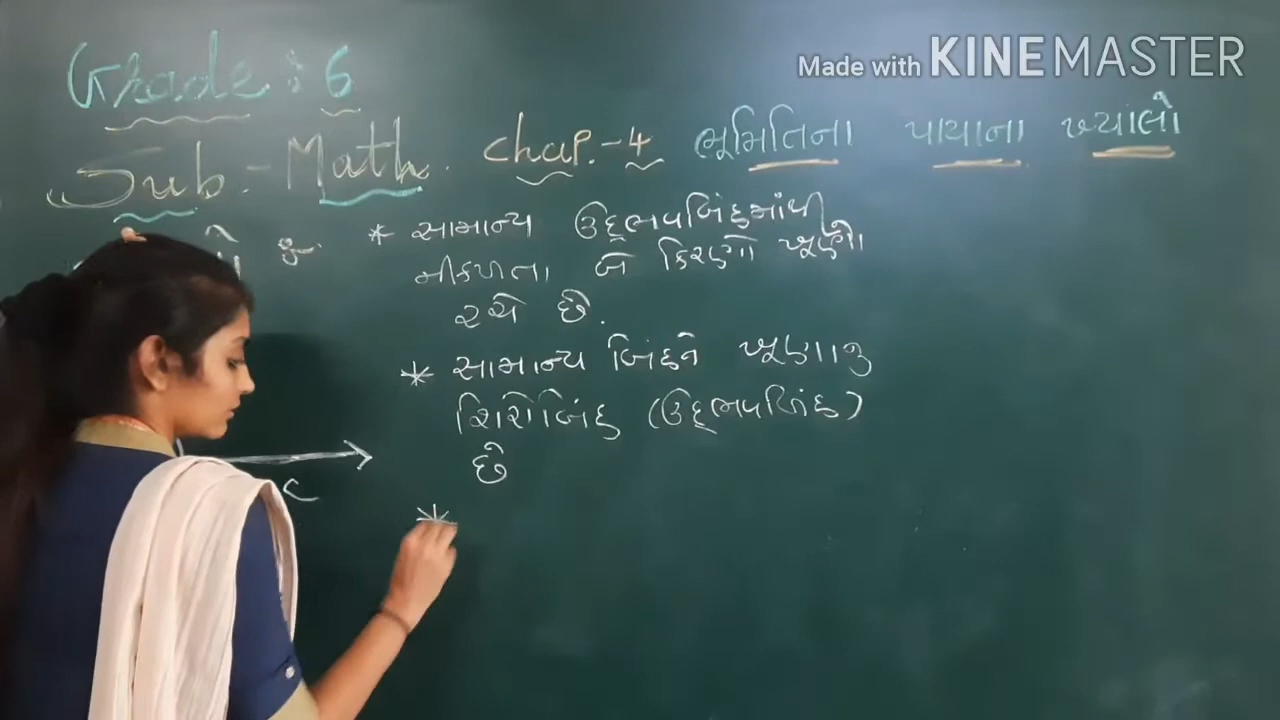 Made with KINEMASTER
Grade : 6
Sub.- Math. chap.-4 ભૂમિતિના પાયાના ખ્યાલો
* સામાન્ય ઉદ્ભવબિંદુમાંથી
નીકળતા બે કિરણો ખૂણો
રચે છે.
* સામાન્ય બિંદુને ખૂણાનુ
શિરોબિંદુ (ઉદ્ભવબિંદુ)
છે
C
*